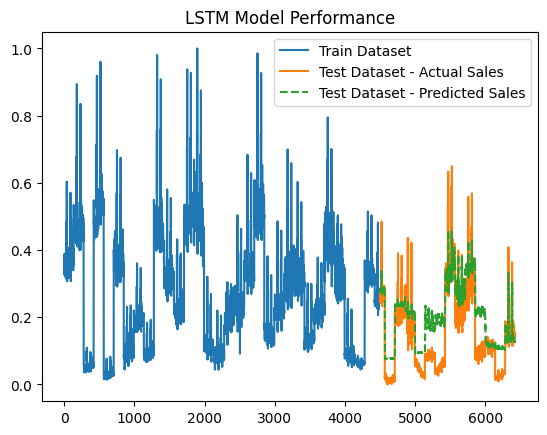 LSTM Model Performance
Train Dataset
Test Dataset - Actual Sales
Test Dataset - Predicted Sales
1.0
0.8
0.6
0.4
0.2
0.0
0 1000 2000 3000 4000 5000 6000